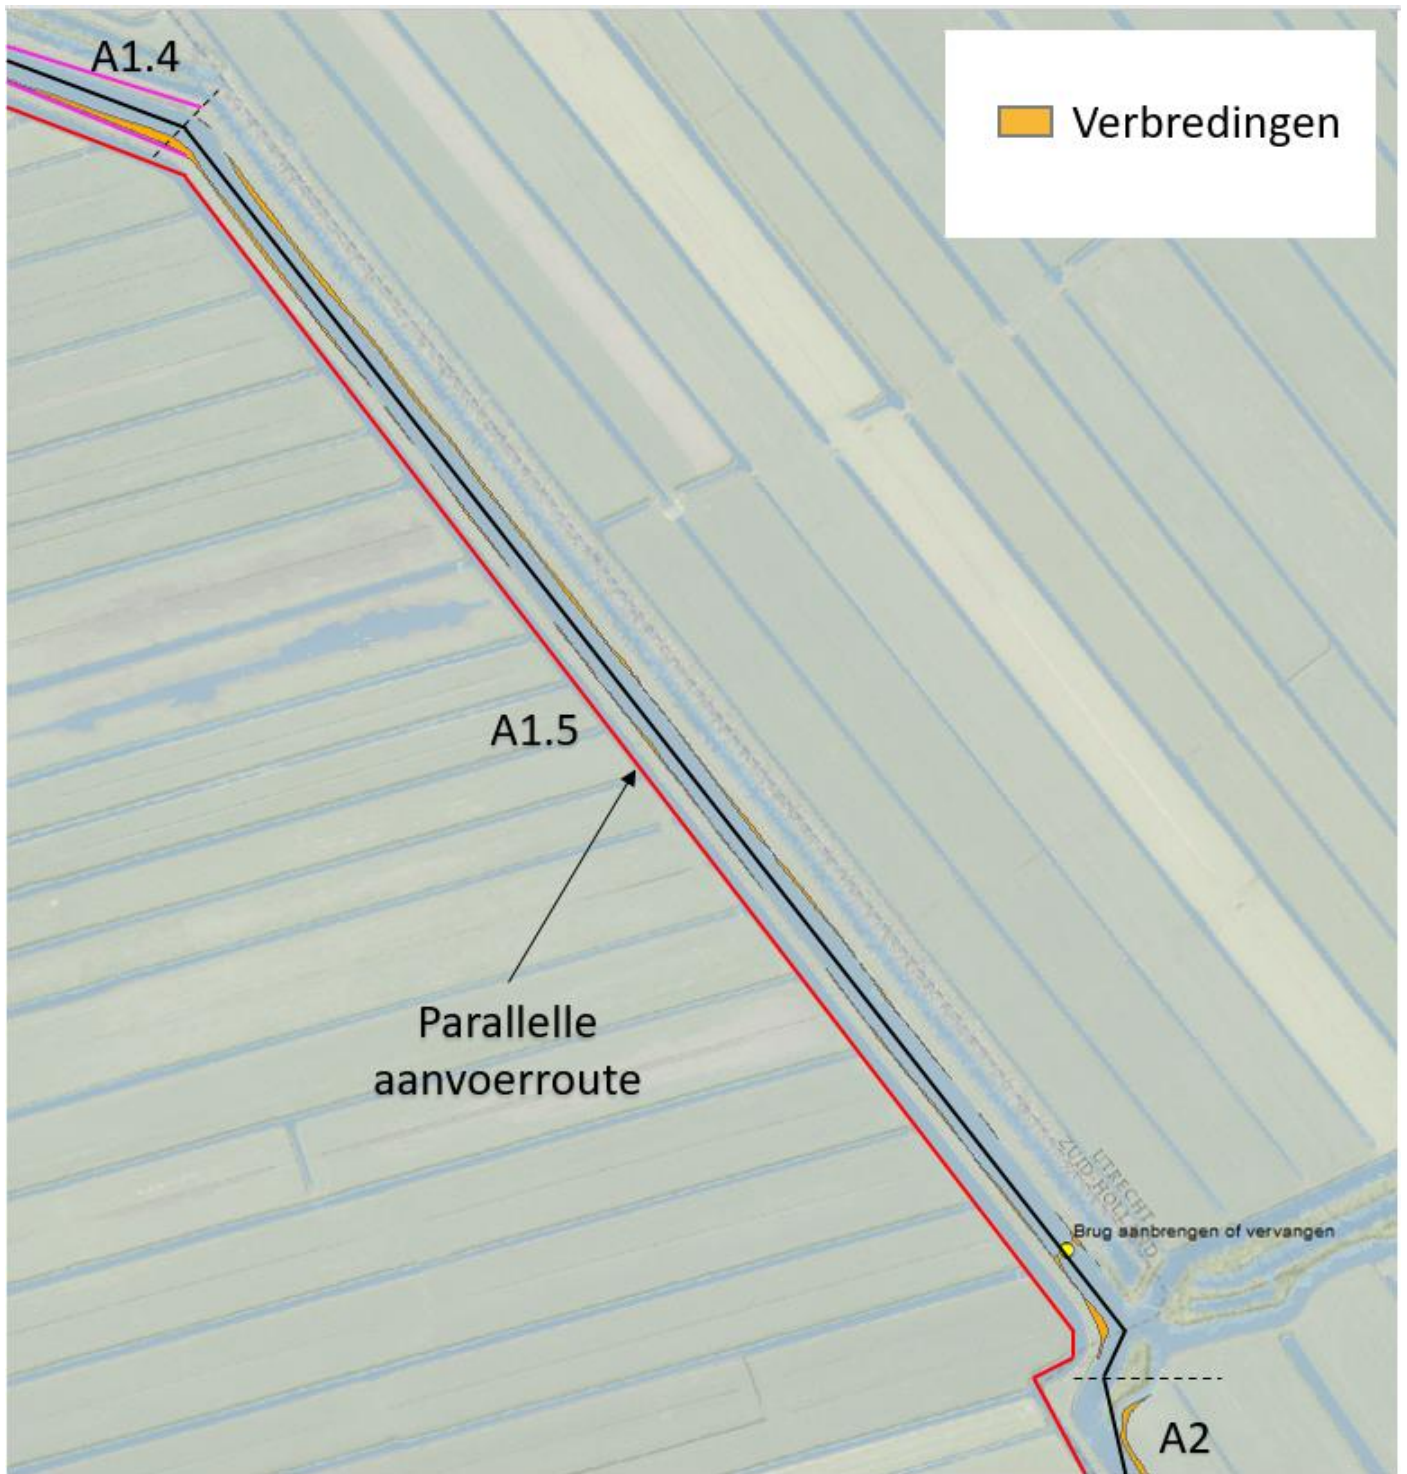 A1.4
Verbredingen
A1.5
Parallelle
aanvoerroute
UTRECHT
ZUID-HOLLAND
Brug aanbrengen of vervangen
A2